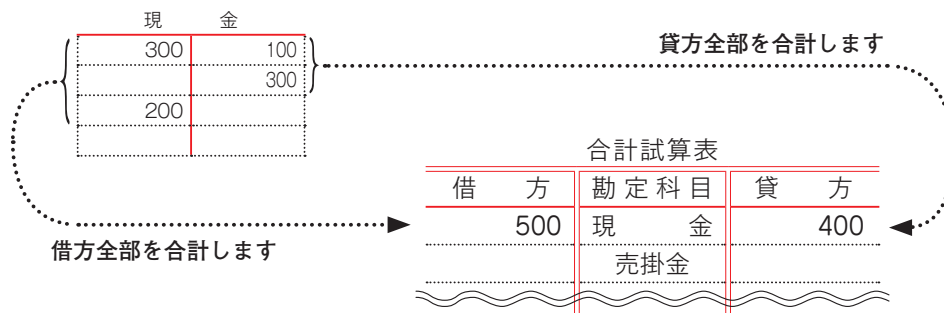 現 金
300 100
300
200
貸方全部を合計します
借方全部を合計します
合計試算表
借 方 勘定科目 貸 方
500 現 金 400
売掛金